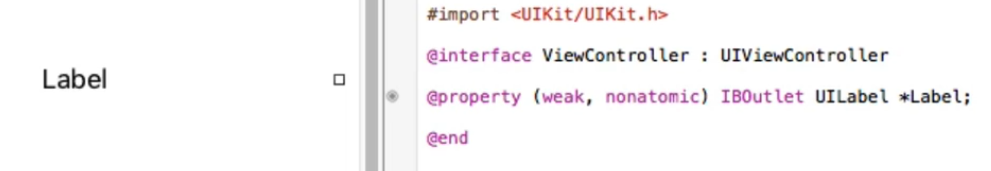 #import <UIKit/UIKit.h>
@interface ViewController : UIViewController
Label
@property (weak, nonatomic) IBOutlet UILabel *Label;
@end